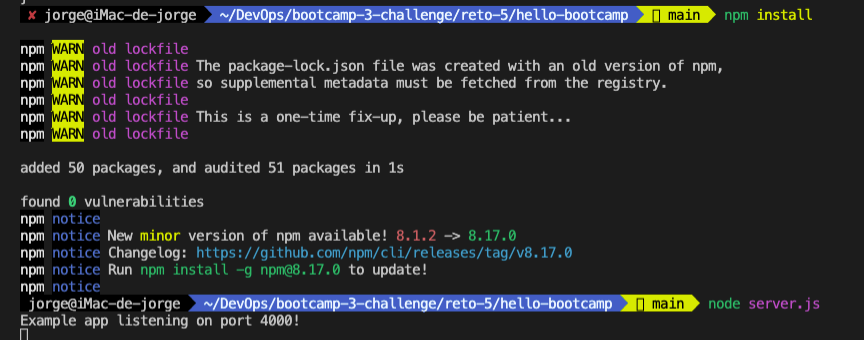 ✘ jorge@iMac-de-jorge ~/DevOps/bootcamp-3-challenge/reto-5/hello-bootcamp main npm install
npm WARN old lockfile
npm WARN old lockfile The package-lock.json file was created with an old version of npm,
npm WARN old lockfile so supplemental metadata must be fetched from the registry.
npm WARN old lockfile
npm WARN old lockfile This is a one-time fix-up, please be patient...
npm WARN old lockfile
added 50 packages, and audited 51 packages in 1s
found 0 vulnerabilities
npm notice
npm notice New minor version of npm available! 8.1.2 -> 8.17.0
npm notice Changelog: https://github.com/npm/cli/releases/tag/v8.17.0
npm notice Run npm install -g npm@8.17.0 to update!
npm notice
jorge@iMac-de-jorge ~/DevOps/bootcamp-3-challenge/reto-5/hello-bootcamp main node server.js
Example app listening on port 4000!